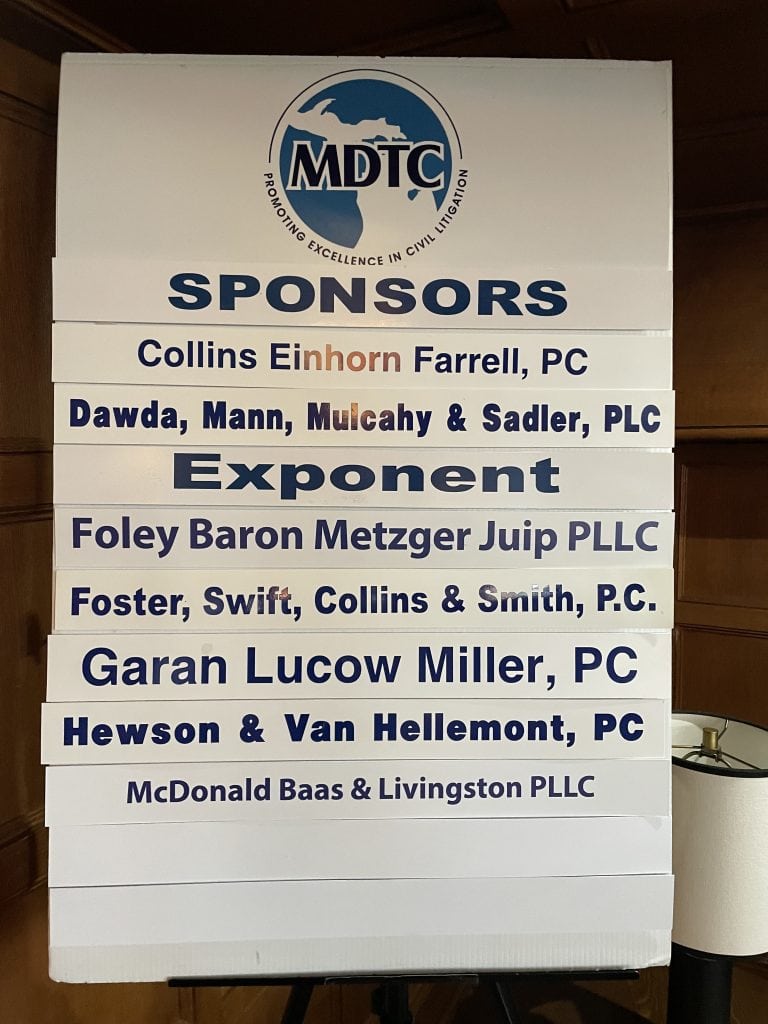 MDTC
PROMOTING EXCELLENCE IN CIVIL LITIGATION
SPONSORS
Collins Einhorn Farrell, PC
Dawda, Mann, Mulcahy & Sadler, PLC
Exponent
Foley Baron Metzger Juip PLLC
Foster, Swift, Collins & Smith, P.C.
Garan Lucow Miller, PC
Hewson & Van Hellemont, PC
McDonald Baas & Livingston PLLC